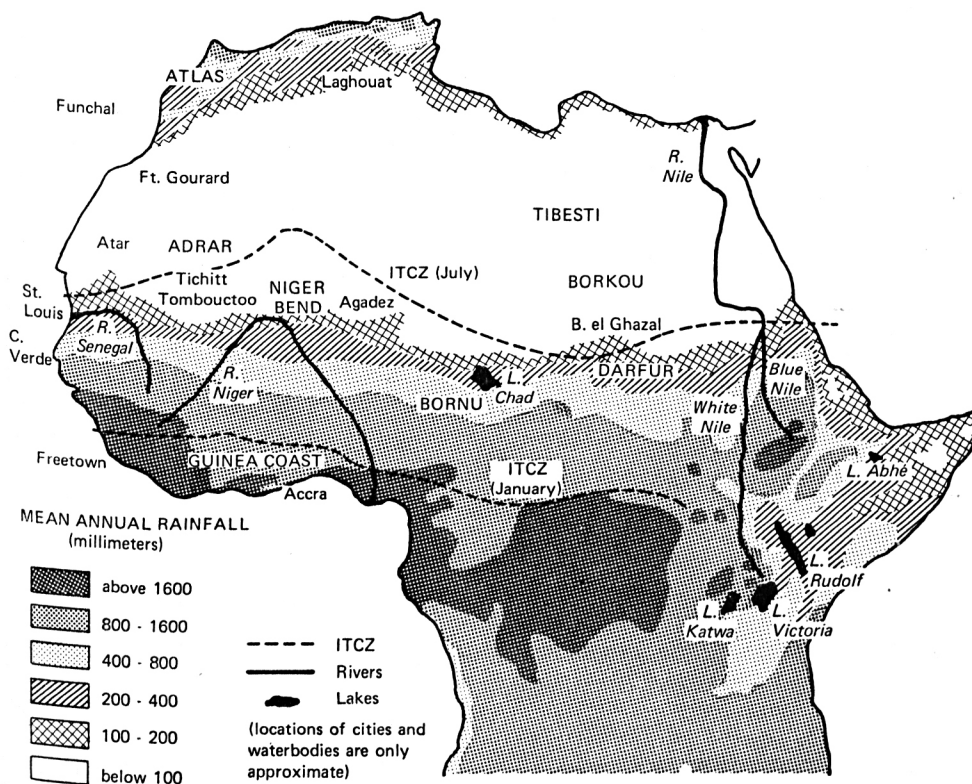 ATLAS
Laghouat
Funchal
R.
Nile
Ft. Gourard
TIBESTI
Atar
ADRAR
ITCZ (July)
Tichitt
Tombouctoo
NIGER
BEND
Agadez
BORKOU
St.
Louis
R.
Senegal
B. el Ghazal
C.
Verde
DARFUR
Blue
Nile
R.
Niger
BORNU
L.
Chad
White
Nile
Freetown
GUINEA COAST
Accra
ITCZ
(January)
L. Abhé
L.
Rudolf
L.
Katwa
L.
Victoria
MEAN ANNUAL RAINFALL
(millimeters)
above 1600
800 - 1600
400 - 800
200 - 400
100 - 200
below 100
ITCZ
Rivers
Lakes
(locations of cities and
waterbodies are only
approximate)